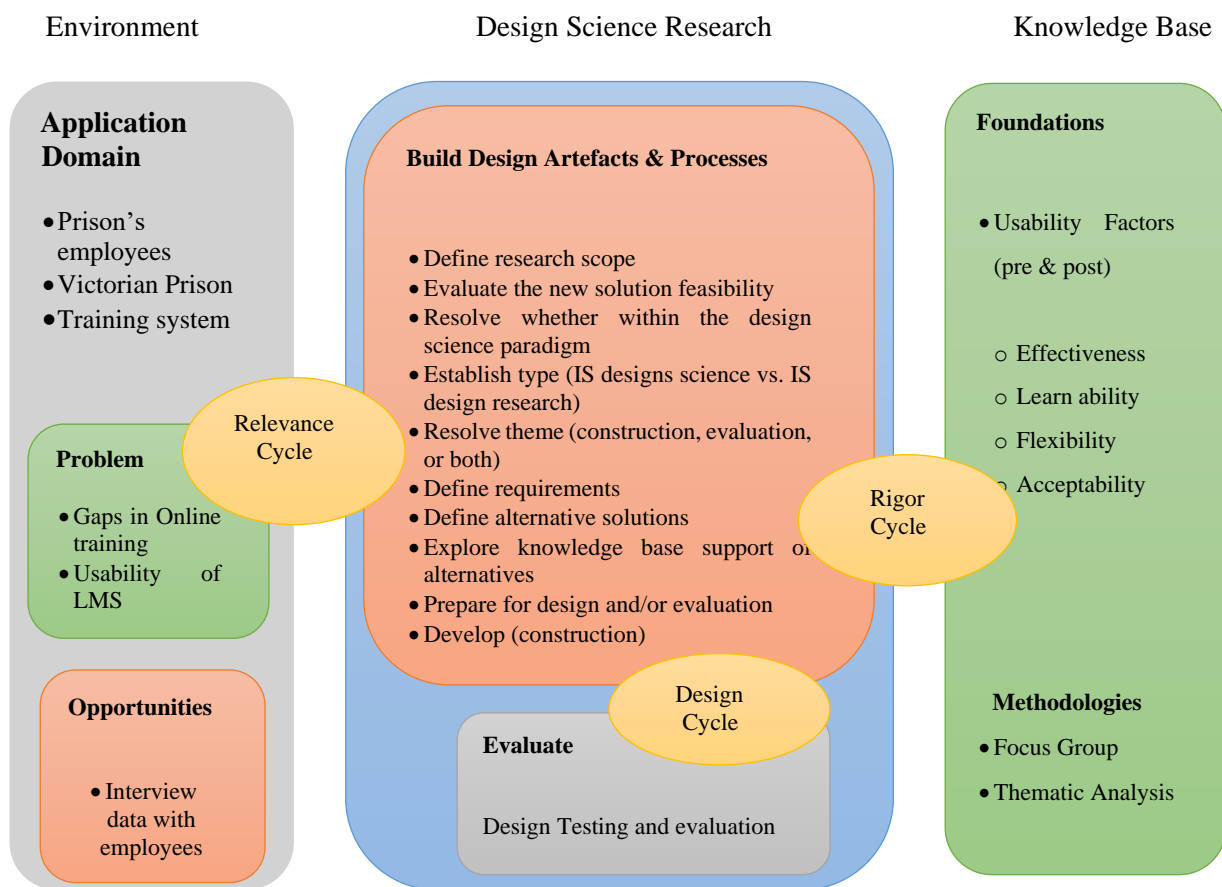 Environment
Design Science Research
Knowledge Base
Application
Domain
•Prison's
employees
•Victorian Prison
•Training system
Relevance
Cycle
Problem
• Gaps in Online
training
• Usability of
LMS
Opportunities
• Interview
data with
employees
Build Design Artefacts & Processes
• Define research scope
• Evaluate the new solution feasibility
• Resolve whether within the design
science paradigm
• Establish type (IS designs science vs. IS
design research)
• Resolve theme (construction, evaluation,
or both)
• Define requirements
• Define alternative solutions
• Explore knowledge base support of
alternatives
• Prepare for design and/or evaluation
• Develop (construction)
Design
Cycle
Evaluate
Design Testing and evaluation
Rigor
Cycle
Foundations
• Usability Factors
(pre & post)
o Effectiveness
o Learn ability
o Flexibility
o Acceptability
Methodologies
• Focus Group
• Thematic Analysis